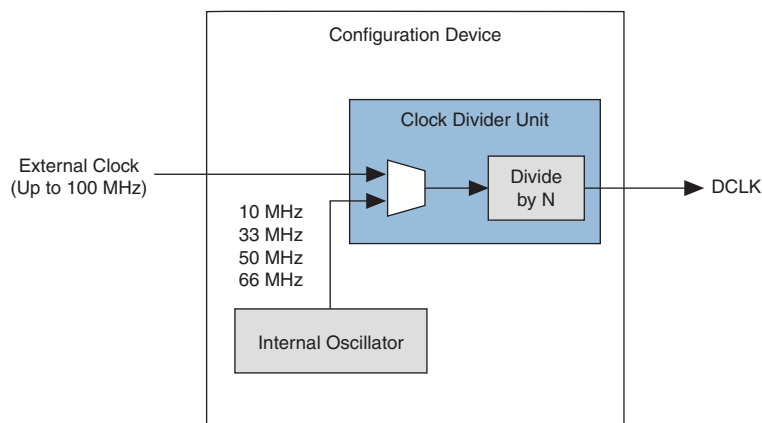 Configuration Device
Clock Divider Unit
External Clock
(Up to 100 MHz)
Divide
by N
DCLK
10 MHz
33 MHz
50 MHz
66 MHz
Internal Oscillator